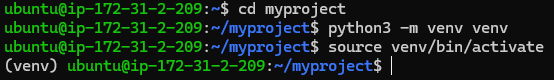 ubuntu@ip-172-31-2-209:~$ cd myproject
ubuntu@ip-172-31-2-209:~/myproject$ python3 -m venv venv
ubuntu@ip-172-31-2-209:~/myproject$ source venv/bin/activate
(venv) ubuntu@ip-172-31-2-209:~/myproject$